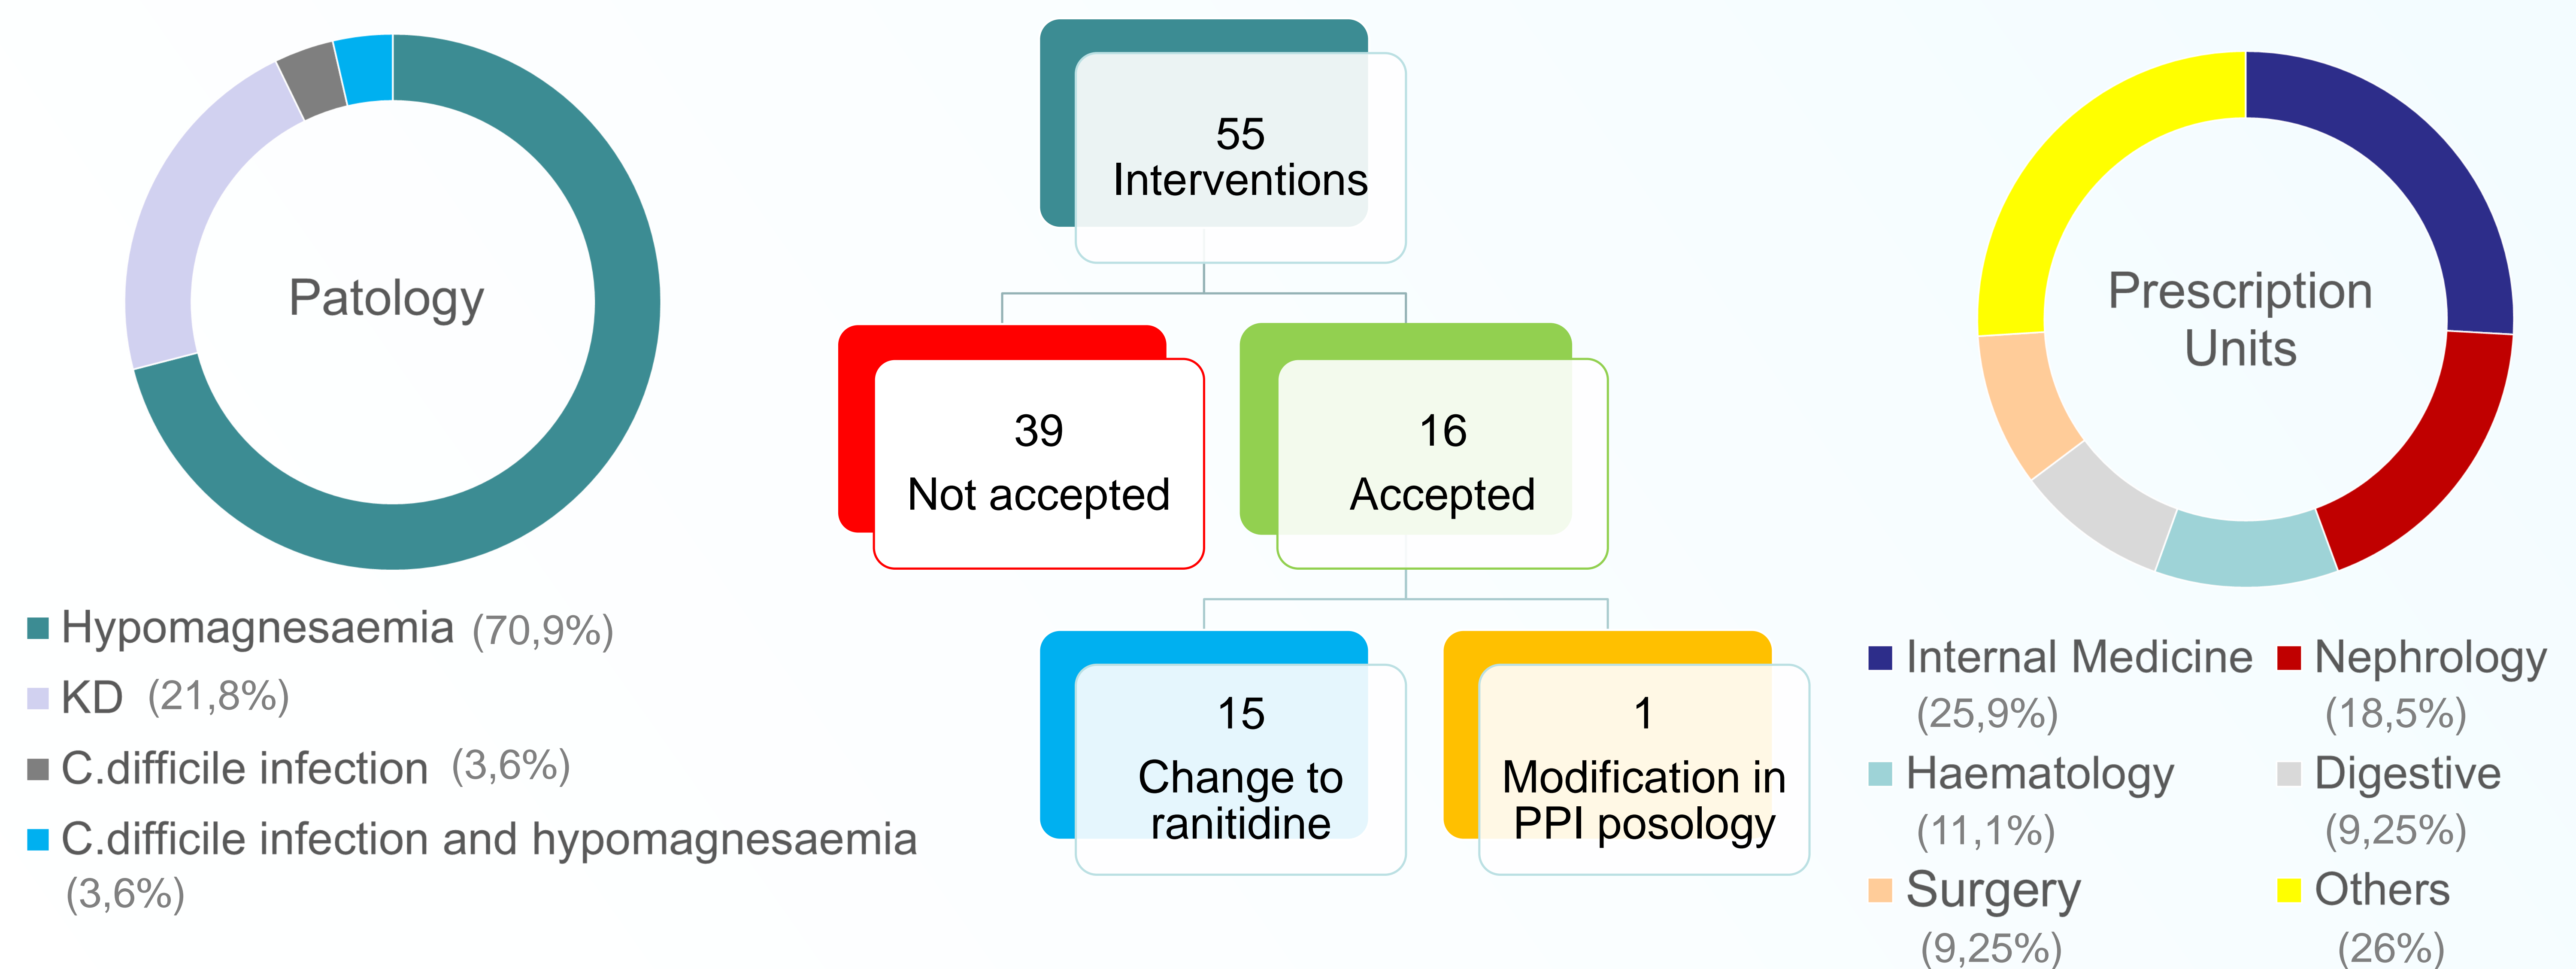 Patology
Hypomagnesaemia (70,9%)
KD (21,8%)
C.difficile infection (3,6%)
C.difficile infection and hypomagnesaemia
(3,6%)
55
Interventions
39
Not accepted
16
Accepted
15
Change to
ranitidine
1
Modification in
PPI posology
Prescription
Units
Internal Medicine
(25,9%)
Nephrology
(18,5%)
Haematology
(11,1%)
Digestive
(9,25%)
Surgery
(9,25%)
Others
(26%)